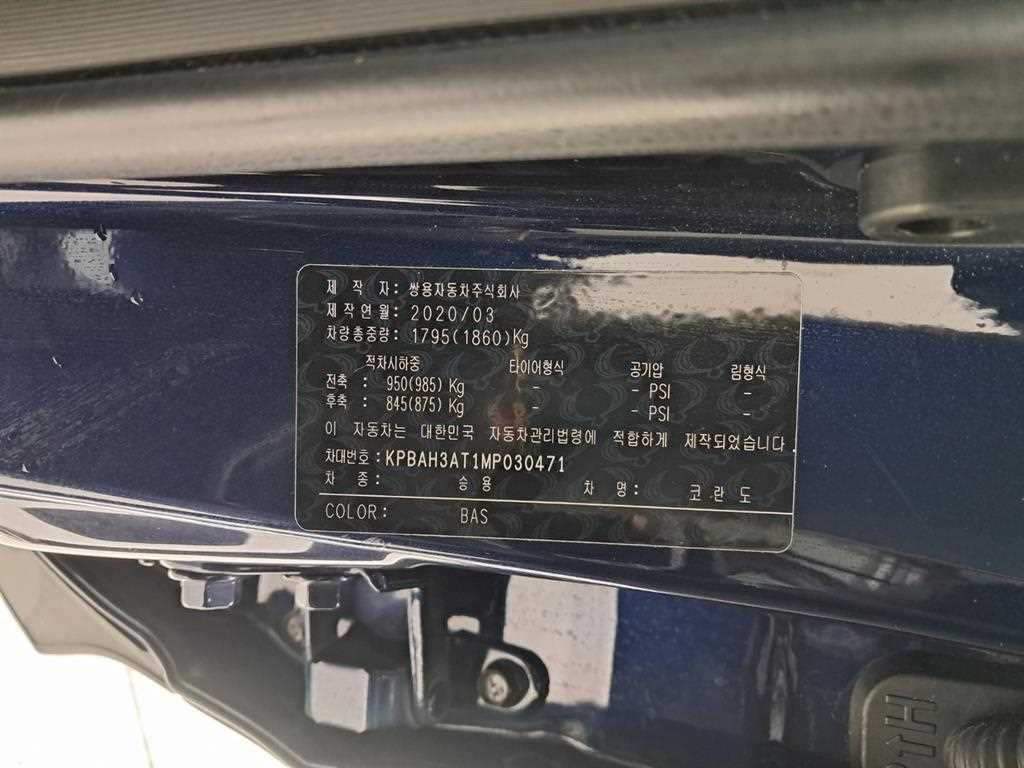 제 작 자 : 쌍용자동차주식회사
제작연월 : 2020/03
차량총중량: 1795(1860)Kg
적차시하중 타이어형식 공기압 림형식
전축 : 950(985) Kg - - PSI -
후축 : 845(875) Kg - - PSI -
이 자동차는 대한민국 자동차관리법령에 적합하게 제작되었습니다
차대번호: KPBAH3AT1MP030471
차 종 : 승 용 차 명 : 코 란 도
COLOR: BAS